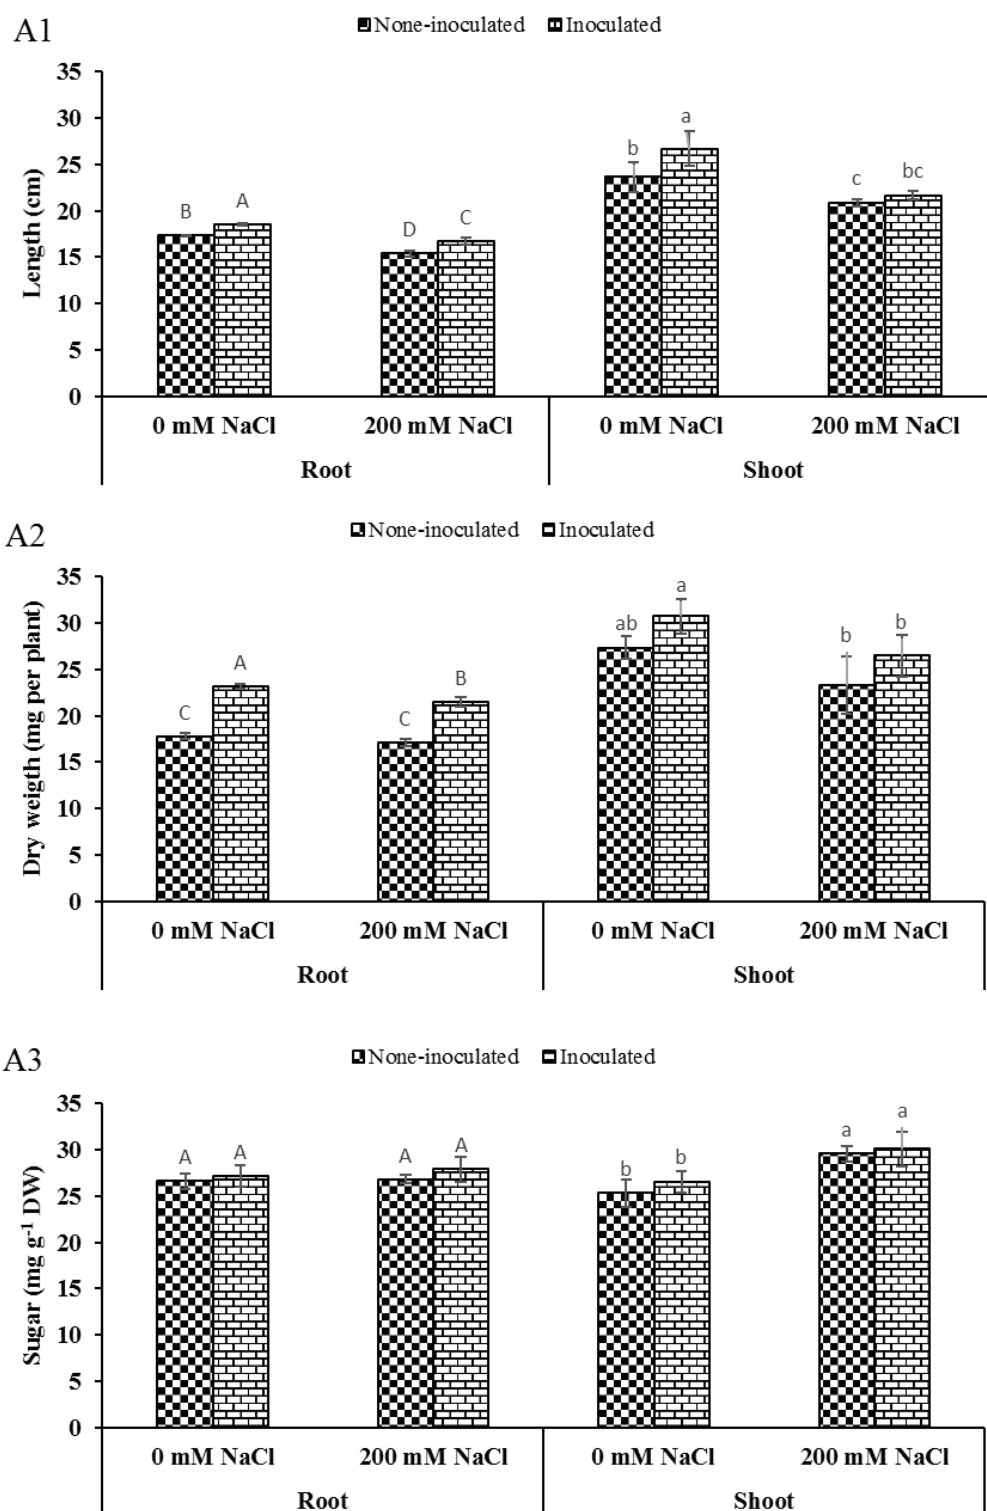 A1
None-inoculated Inoculated
35
30
25
20
15
10
5
0
Length (cm)
B A D C b a c bc
0 mM NaCl 200 mM NaCl 0 mM NaCl 200 mM NaCl
Root Shoot
A2
None-inoculated Inoculated
35
30
25
20
15
10
5
0
Dry weigth (mg per plant)
C A C B ab a b b
0 mM NaCl 200 mM NaCl 0 mM NaCl 200 mM NaCl
Root Shoot
A3
None-inoculated Inoculated
35
30
25
20
15
10
5
0
Sugar (mg g⁻¹ DW)
A A A A b b a a
0 mM NaCl 200 mM NaCl 0 mM NaCl 200 mM NaCl
Root Shoot